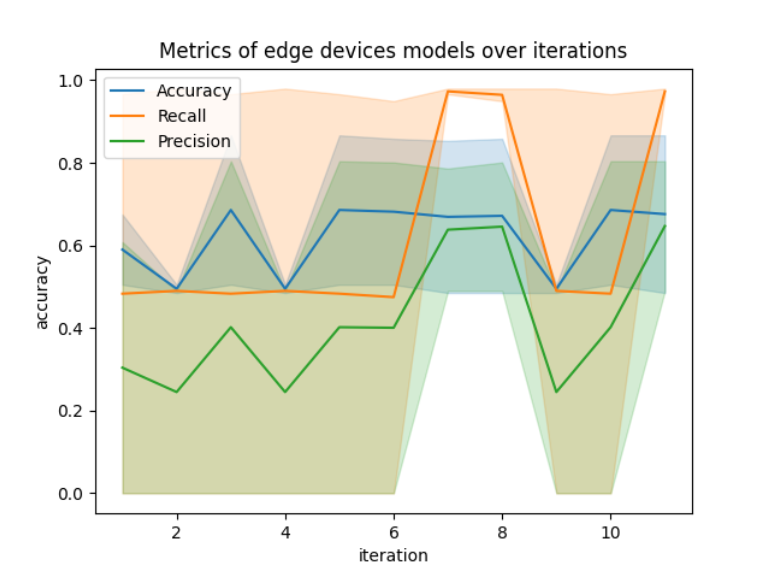 Metrics of edge devices models over iterations
Accuracy
Recall
Precision
1.0
0.8
0.6
0.4
0.2
0.0
accuracy
2 4 6 8 10
iteration